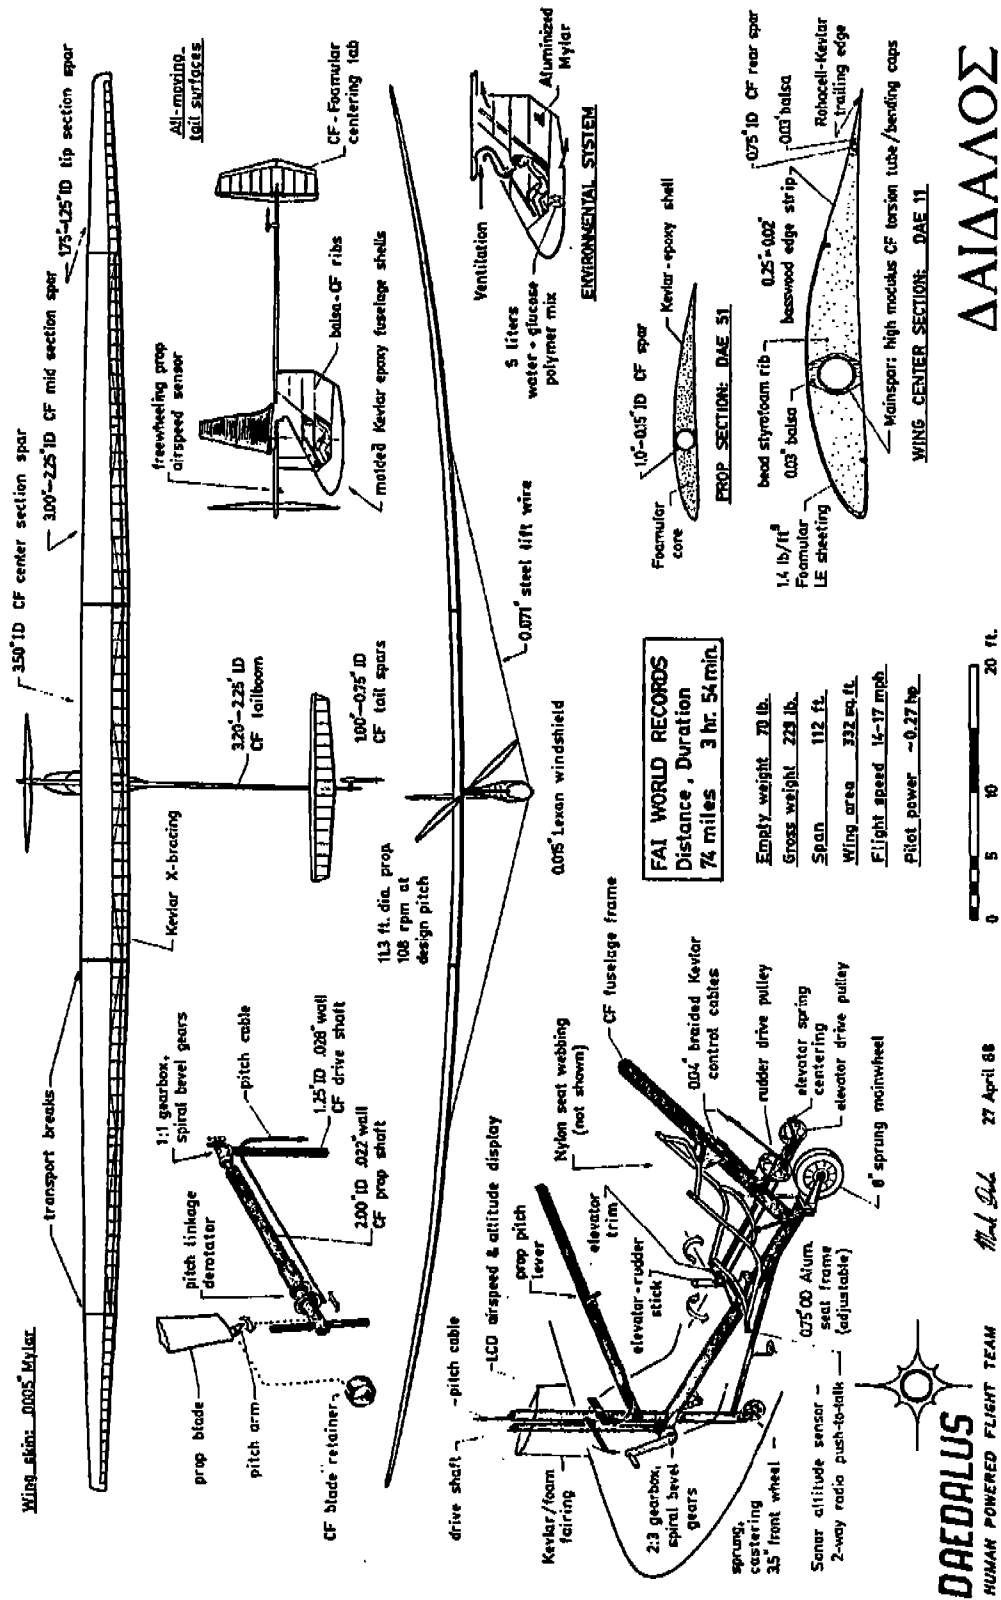 Wing skin: .0005" Mylar
transport breaks
Kevlar X-bracing
3.50" ID CF center section spar
3.00"-2.25" ID CF mid section spar
1.75"-1.25" ID tip section spar
prop blade
pitch arm
CF blade retainer
pitch linkage
derotator
1:1 gearbox,
spiral bevel gears
pitch cable
1.25" ID .028" wall
CF drive shaft
2.00" ID .022" wall
CF prop shaft
3.20"-2.25" ID
CF tailboom
1.00"-0.75" ID
CF tail spars
freewheeling prop
airspeed sensor
All-moving
tail surfaces
CF-Foamular
centering tab
balsa-CF ribs
molded Kevlar epoxy fuselage shells
11.3 ft. dia. prop
108 rpm at
design pitch
0.071" steel lift wire
0.015" Lexan windshield
drive shaft
pitch cable
LCD airspeed & altitude display
Kevlar/foam
fairing
prop pitch
lever
Nylon seat webbing
(not shown)
CF fuselage frame
elevator
trim
elevator-rudder
stick
0.04" braided Kevlar
control cables
rudder drive pulley
elevator spring
centering
elevator drive pulley
6" sprung mainwheel
0.75" OD Alum.
seat frame
(adjustable)
2:3 gearbox,
spiral bevel
gears
sprung,
castering
3.5" front wheel
Sonar altitude sensor
2-way radio push-to-talk
Ventilation
Aluminized
Mylar
5 liters
water + glucose
polymer mix
ENVIRONMENTAL SYSTEM
FAI WORLD RECORDS
Distance, Duration
74 miles 3 hr. 54 min.
Empty weight 70 lb.
Gross weight 229 lb.
Span 112 ft.
Wing area 332 sq.ft.
Flight speed 14-17 mph
Pilot power ~0.27 hp
Foamular
core
1.0"-0.15" ID CF spar
Kevlar-epoxy shell
PROP SECTION: DAE 51
1.4 lb/ft³
Foamular
LE sheeting
0.03" balsa
bead styrofoam rib
0.25"×0.02"
basswood edge strip
0.75" ID CF rear spar
0.03" balsa
Rohacell-Kevlar
trailing edge
Mainspar: high modulus CF torsion tube/bending caps
WING CENTER SECTION: DAE 11
DAEDALUS
HUMAN POWERED FLIGHT TEAM
27 April 88
0 5 10 20 ft.
ΔΑΙΔΑΛΟΣ